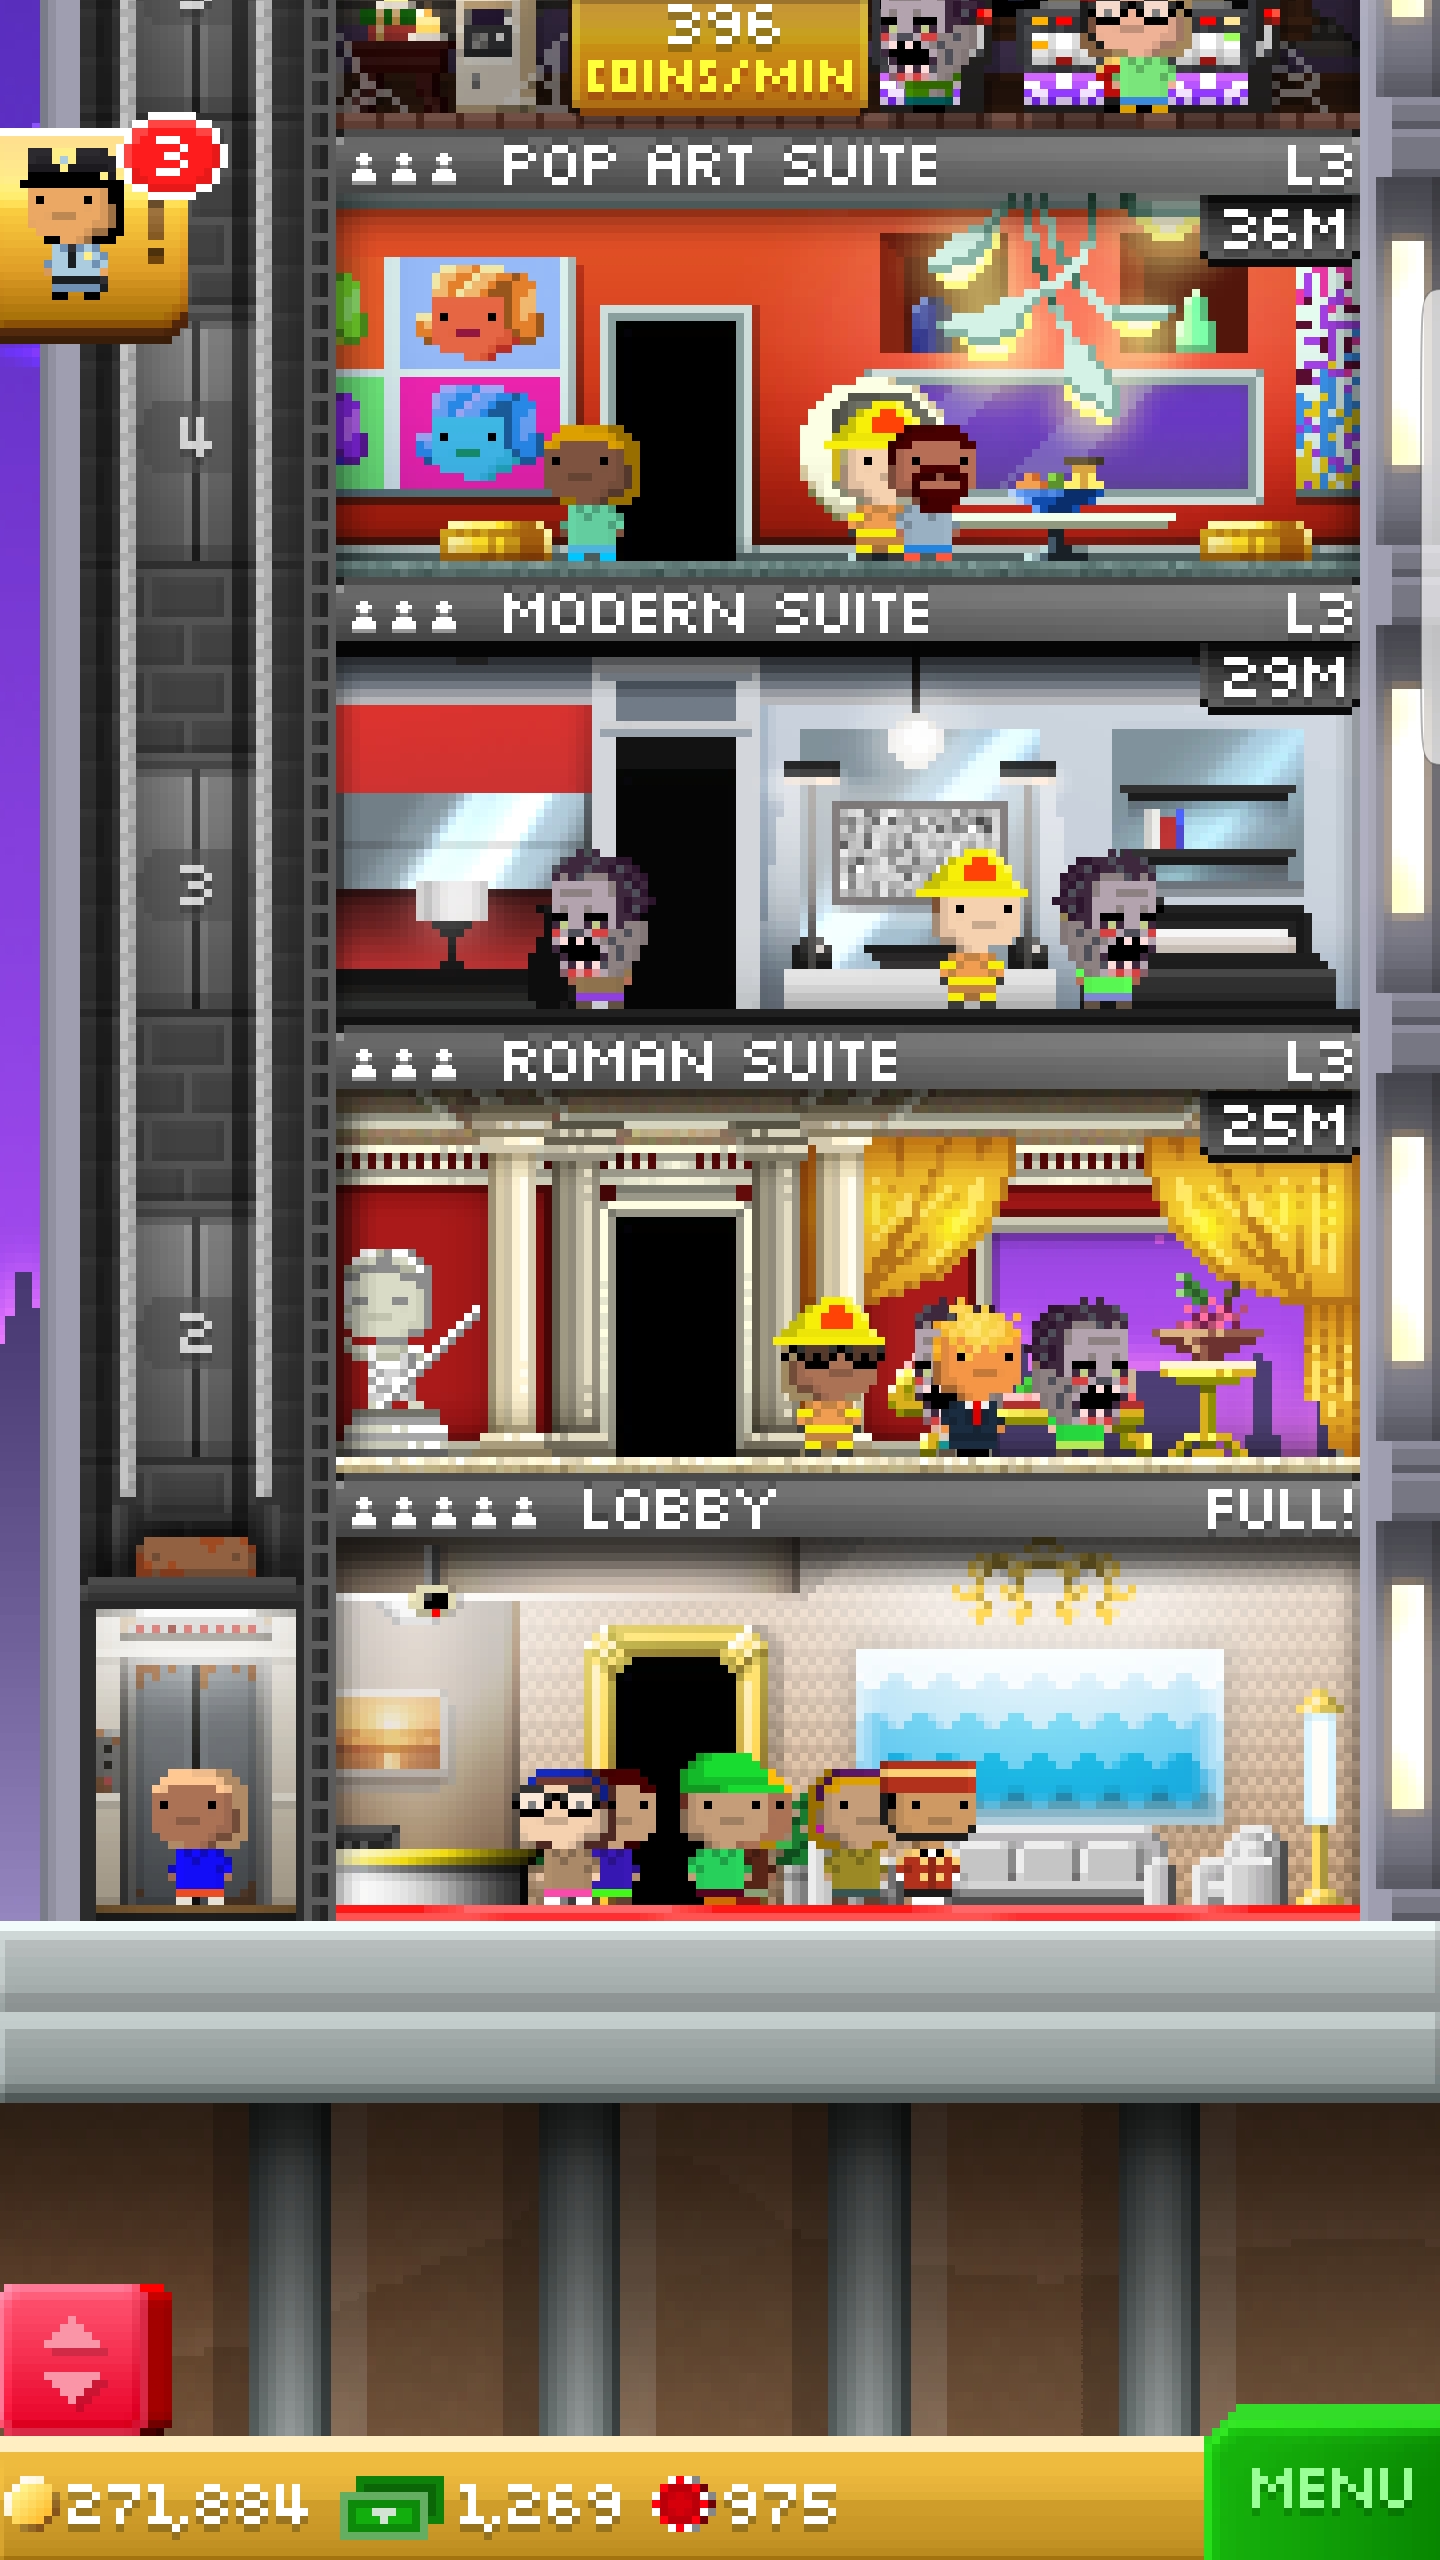 396
COINS/MIN
3
POP ART SUITE L3
36M
4
MODERN SUITE L3
29M
3
ROMAN SUITE L3
25M
2
LOBBY FULL!
271,884 1,269 975
MENU